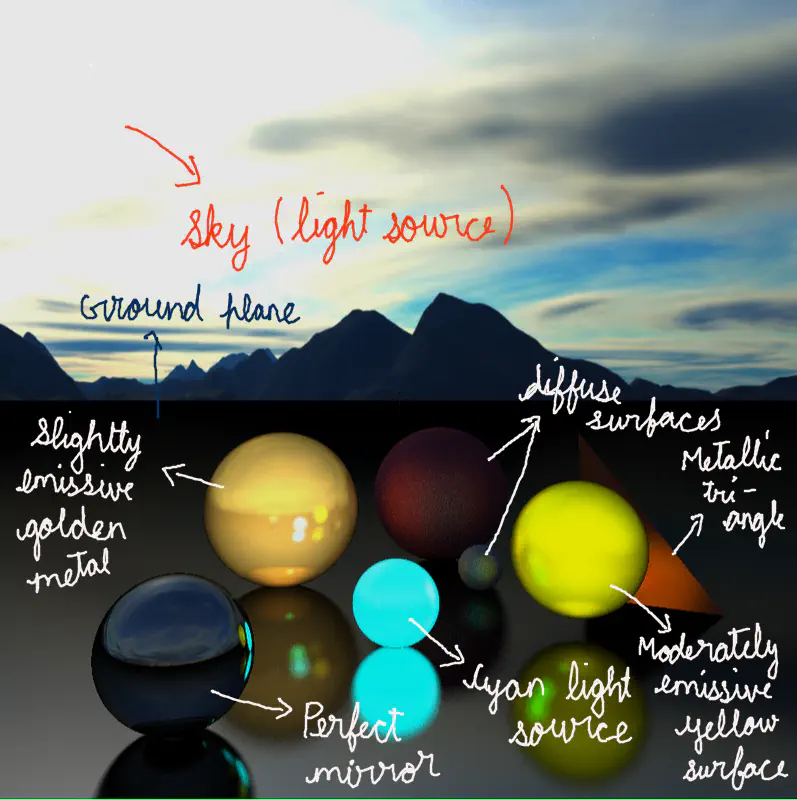 Sky (light source)
Ground plane
diffuse
surfaces
Slightly
emissive
golden
metal
Metallic
tri-
angle
Moderately
emissive
yellow
surface
Cyan light
source
Perfect
mirror